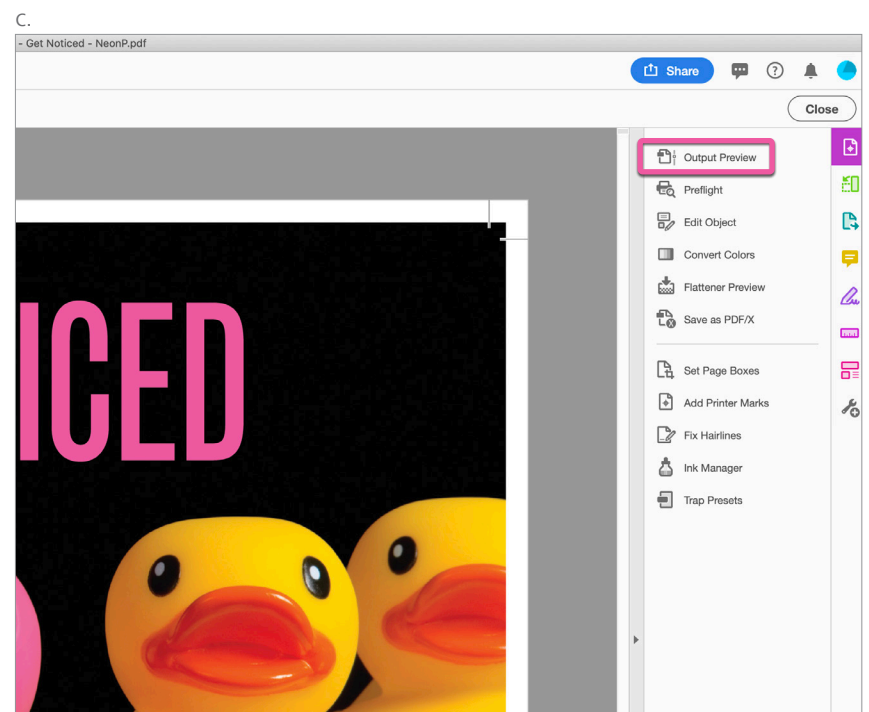 C.
- Get Noticed - NeonP.pdf
Share
?
Close
Output Preview
Preflight
Edit Object
Convert Colors
Flattener Preview
Save as PDF/X
ICED
Set Page Boxes
Add Printer Marks
Fix Hairlines
Ink Manager
Trap Presets